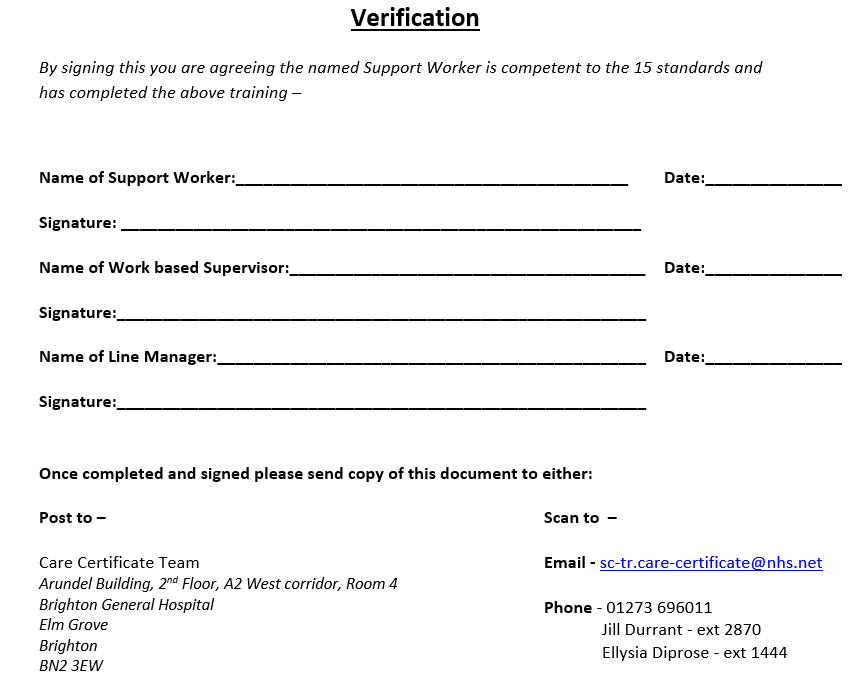 Verification
By signing this you are agreeing the named Support Worker is competent to the 15 standards and
has completed the above training –
Name of Support Worker:___________________________________________ Date:_______________
Signature: _________________________________________________________
Name of Work based Supervisor:_______________________________________ Date:_______________
Signature:__________________________________________________________
Name of Line Manager:_______________________________________________ Date:_______________
Signature:__________________________________________________________
Once completed and signed please send copy of this document to either:
Post to –
Care Certificate Team
Arundel Building, 2nd Floor, A2 West corridor, Room 4
Brighton General Hospital
Elm Grove
Brighton
BN2 3EW
Scan to –
Email - sc-tr.care-certificate@nhs.net
Phone - 01273 696011
Jill Durrant - ext 2870
Ellysia Diprose - ext 1444